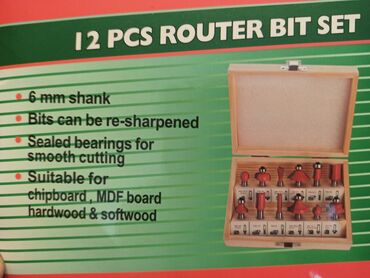 12 PCS ROUTER BIT SET
• 6 mm shank
• Bits can be re-sharpened
• Sealed bearings for
smooth cutting
• Suitable for
chipboard , MDF board
hardwood & softwood